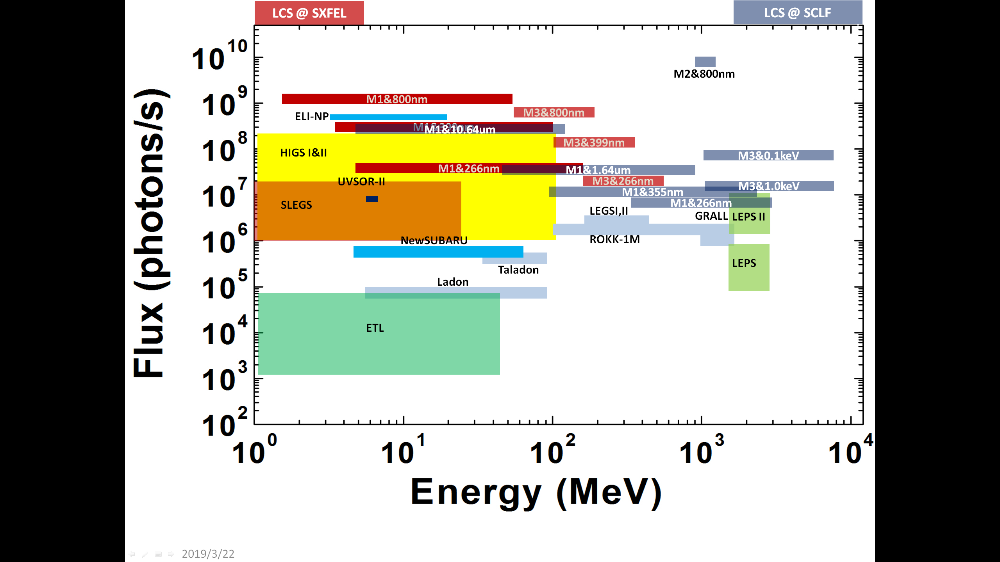 LCS @ SXFEL
LCS @ SCLF
10^10
M2&800nm
10^9
M1&800nm
M3&800nm
ELI-NP
M1&399nm
M1&10.64um
10^8
M3&399nm
HIGS I&II
M3&0.1keV
M1&266nm
M1&1.64um
UVSOR-II
M3&266nm
10^7
M3&1.0keV
M1&355nm
SLEGS
M1&266nm
LEGSI,II
GRALL
LEPS II
10^6
NewSUBARU
ROKK-1M
LEPS
Taladon
10^5
Ladon
10^4
ETL
10^3
10^2
Flux (photons/s)
10^0
10^1
10^2
10^3
10^4
Energy (MeV)
2019/3/22